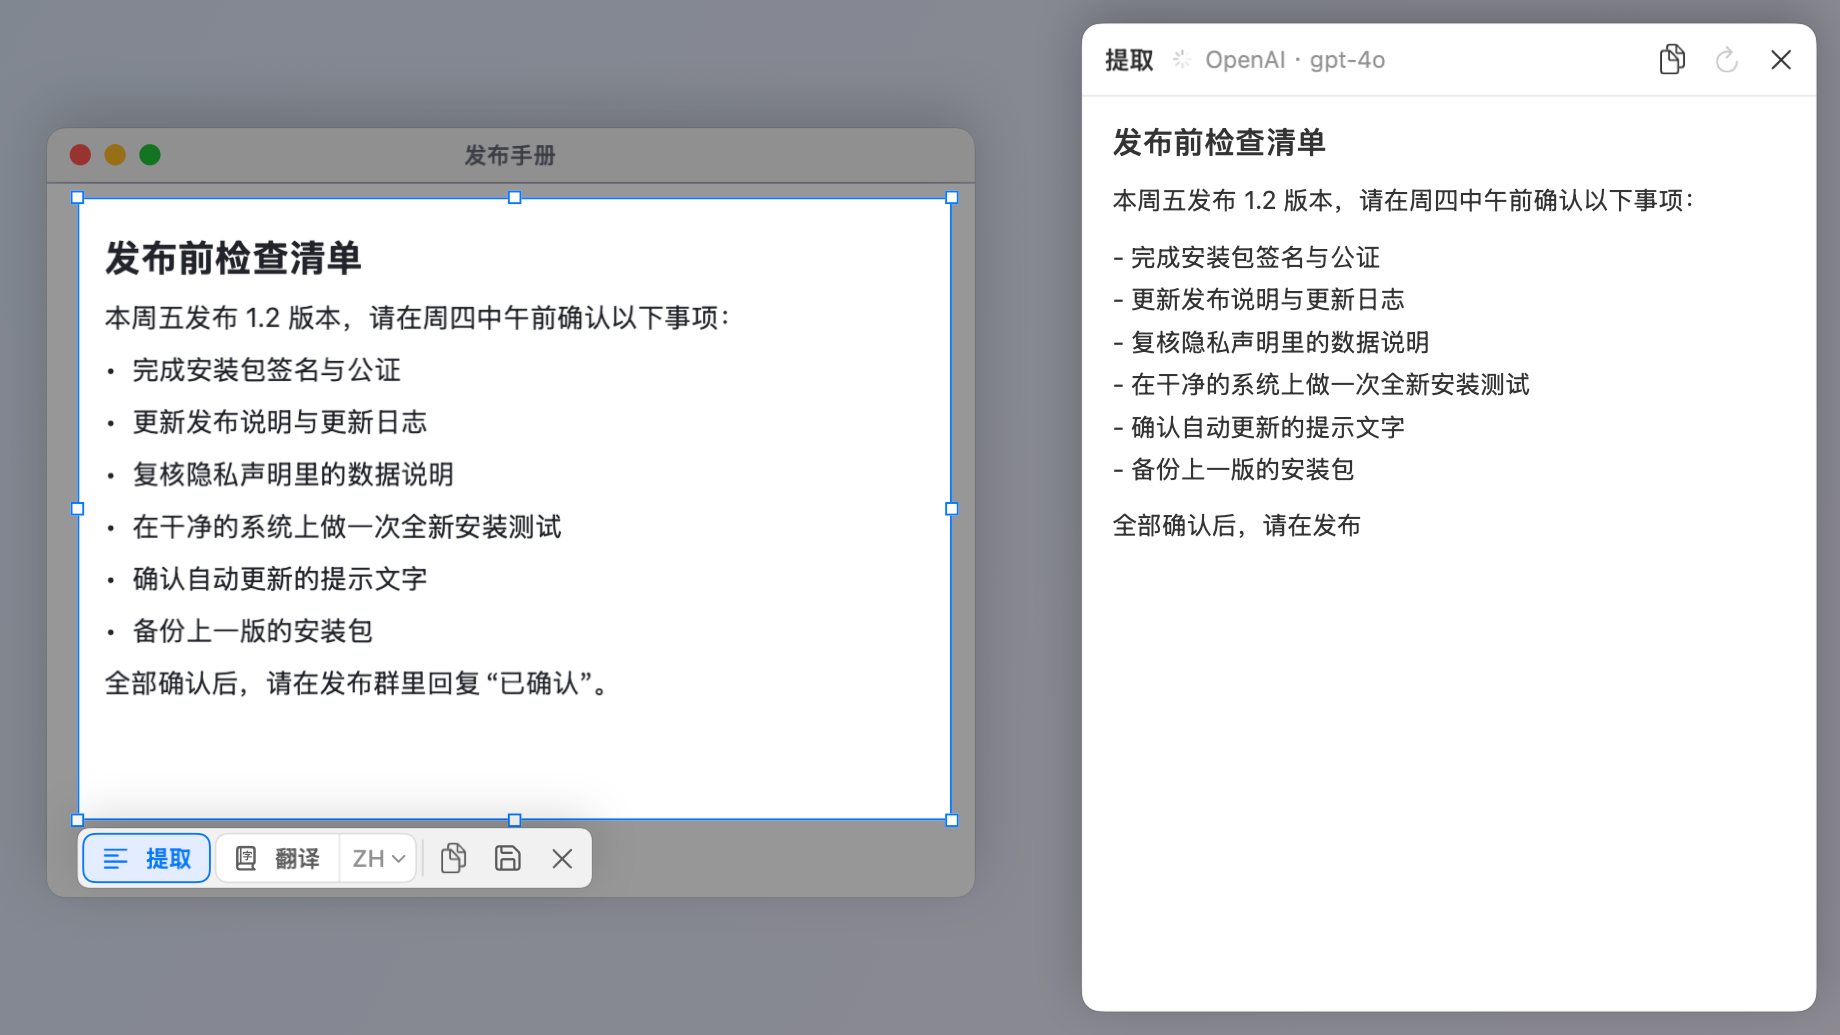 发布手册
发布前检查清单
本周五发布 1.2 版本，请在周四中午前确认以下事项：
• 完成安装包签名与公证
• 更新发布说明与更新日志
• 复核隐私声明里的数据说明
• 在干净的系统上做一次全新安装测试
• 确认自动更新的提示文字
• 备份上一版的安装包
全部确认后，请在发布群里回复 “已确认”。
提取 翻译 ZH
提取 OpenAI · gpt-4o
发布前检查清单
本周五发布 1.2 版本，请在周四中午前确认以下事项：
- 完成安装包签名与公证
- 更新发布说明与更新日志
- 复核隐私声明里的数据说明
- 在干净的系统上做一次全新安装测试
- 确认自动更新的提示文字
- 备份上一版的安装包
全部确认后，请在发布